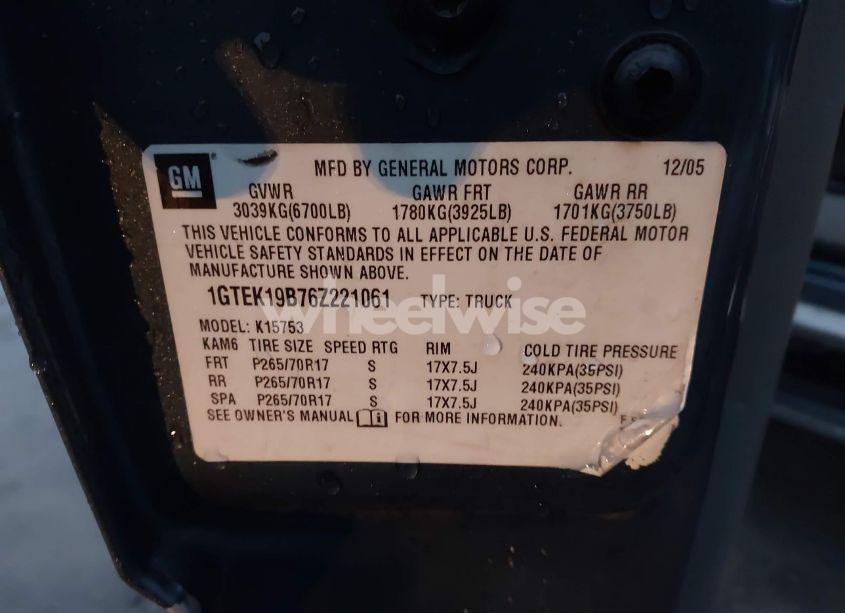 GM
MFD BY GENERAL MOTORS CORP. 12/05
GVWR GAWR FRT GAWR RR
3039KG(6700LB) 1780KG(3925LB) 1701KG(3750LB)
THIS VEHICLE CONFORMS TO ALL APPLICABLE U.S. FEDERAL MOTOR
VEHICLE SAFETY STANDARDS IN EFFECT ON THE DATE OF
MANUFACTURE SHOWN ABOVE.
1GTEK19B76Z221061 TYPE: TRUCK
wheelwise
MODEL: K15753
KAM6 TIRE SIZE SPEED RTG RIM COLD TIRE PRESSURE
FRT P265/70R17 S 17X7.5J 240KPA(35PSI)
RR P265/70R17 S 17X7.5J 240KPA(35PSI)
SPA P265/70R17 S 17X7.5J 240KPA(35PSI)
SEE OWNER'S MANUAL FOR MORE INFORMATION.